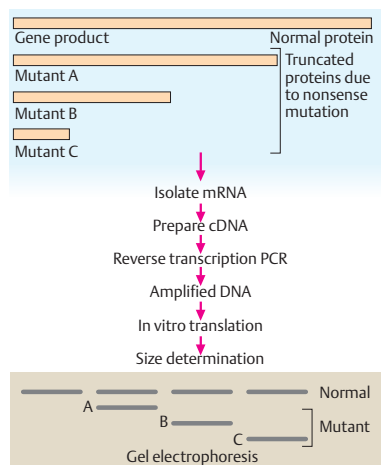 Gene product Normal protein
Mutant A
Truncated
proteins due
to nonsense
mutation
Mutant B
Mutant C
Isolate mRNA
Prepare cDNA
Reverse transcription PCR
Amplified DNA
In vitro translation
Size determination
Normal
A
B
Mutant
C
Gel electrophoresis